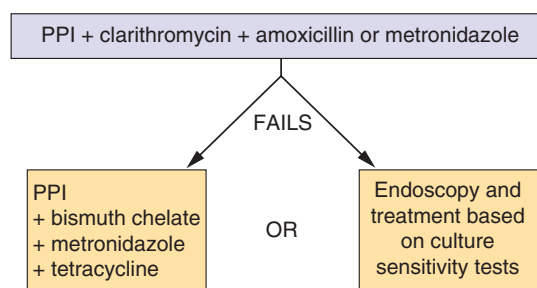 PPI + clarithromycin + amoxicillin or metronidazole
FAILS
PPI
+ bismuth chelate
+ metronidazole
+ tetracycline
OR
Endoscopy and
treatment based
on culture
sensitivity tests